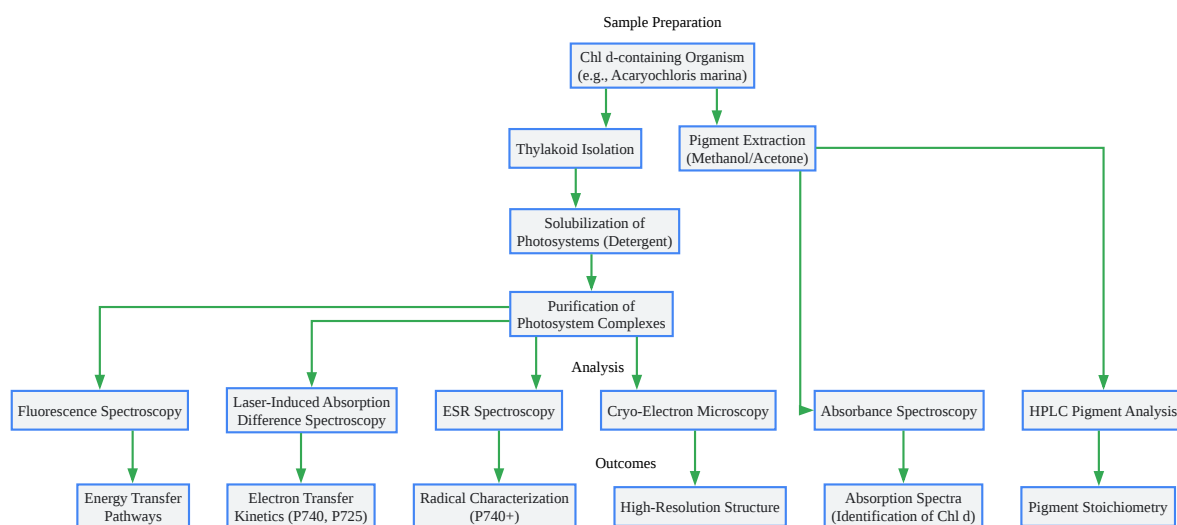 Sample Preparation
Chl d-containing Organism
(e.g., Acaryochloris marina)
Thylakoid Isolation
Pigment Extraction
(Methanol/Acetone)
Solubilization of
Photosystems (Detergent)
Purification of
Photosystem Complexes
Analysis
Fluorescence Spectroscopy
Laser-Induced Absorption
Difference Spectroscopy
ESR Spectroscopy
Cryo-Electron Microscopy
Absorbance Spectroscopy
HPLC Pigment Analysis
Outcomes
Energy Transfer
Pathways
Electron Transfer
Kinetics (P740, P725)
Radical Characterization
(P740+)
High-Resolution Structure
Absorption Spectra
(Identification of Chl d)
Pigment Stoichiometry